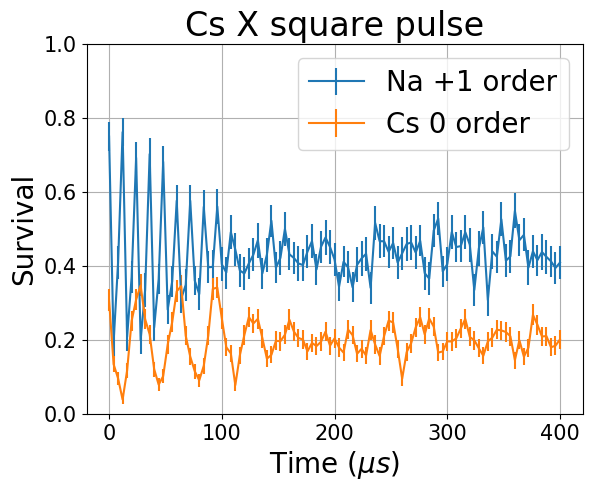 Cs X square pulse
Na +1 order
Cs 0 order
Survival
1.0
0.8
0.6
0.4
0.2
0.0
0 100 200 300 400
Time (μs)